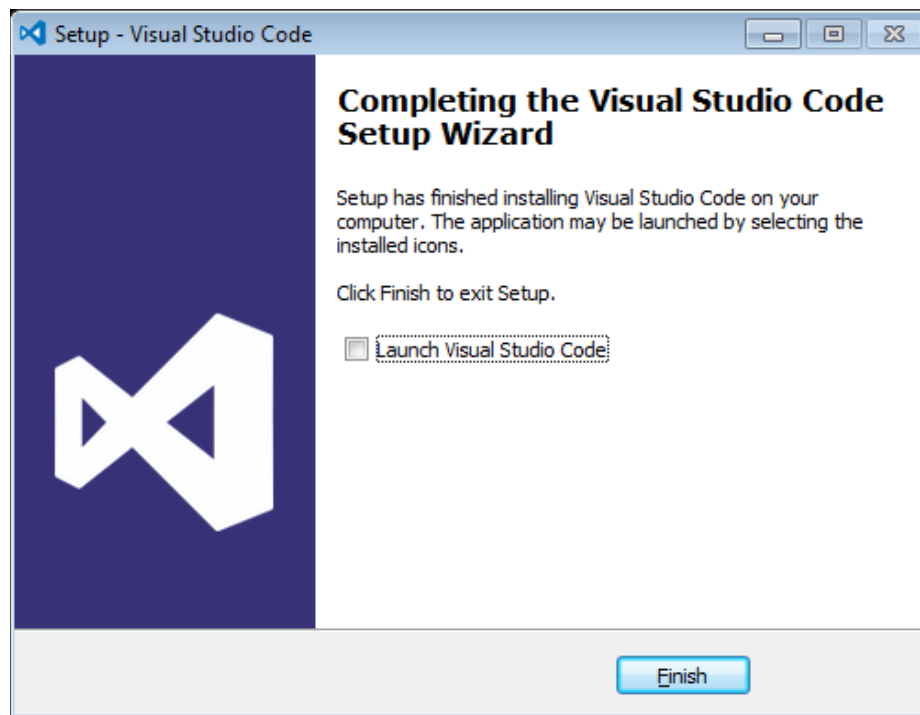 Setup - Visual Studio Code
Completing the Visual Studio Code
Setup Wizard
Setup has finished installing Visual Studio Code on your
computer. The application may be launched by selecting the
installed icons.
Click Finish to exit Setup.
Launch Visual Studio Code
Finish